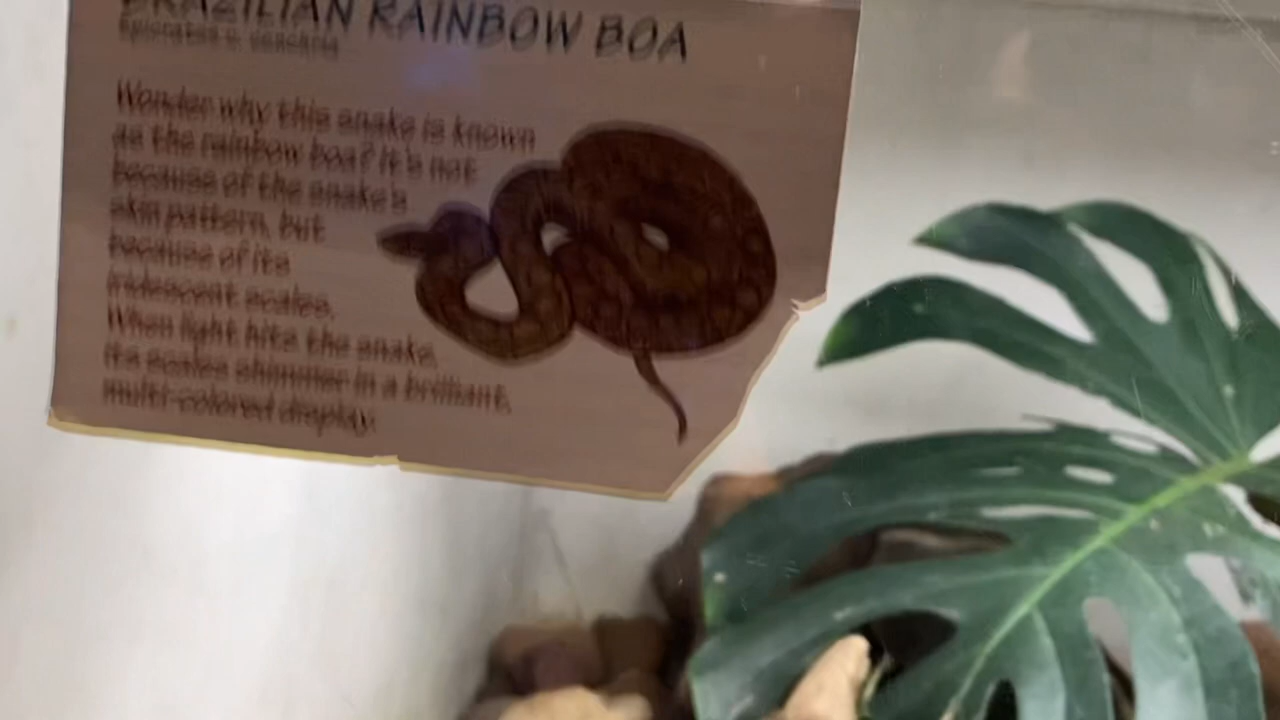 BRAZILIAN RAINBOW BOA
Epicrates c. cenchria
Wonder why this snake is known
as the rainbow boa? It's not
because of the snake's
skin pattern, but
because of its
iridescent scales.
When light hits the snake,
its scales shimmer in a brilliant,
multi-colored display.